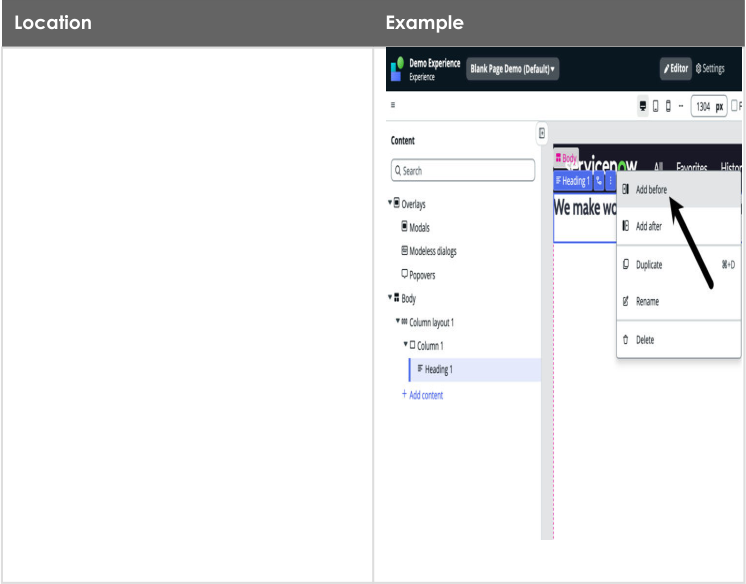 Location
Example
Demo Experience
Experience
Blank Page Demo (Default)
Editor
Settings
1304 px
Content
Search
Overlays
Modals
Modeless dialogs
Popovers
Body
Column layout 1
Column 1
Heading 1
+ Add content
Body
servicenow All Favorites Histor
Heading 1
We make wo
Add before
Add after
Duplicate ⌘+D
Rename
Delete